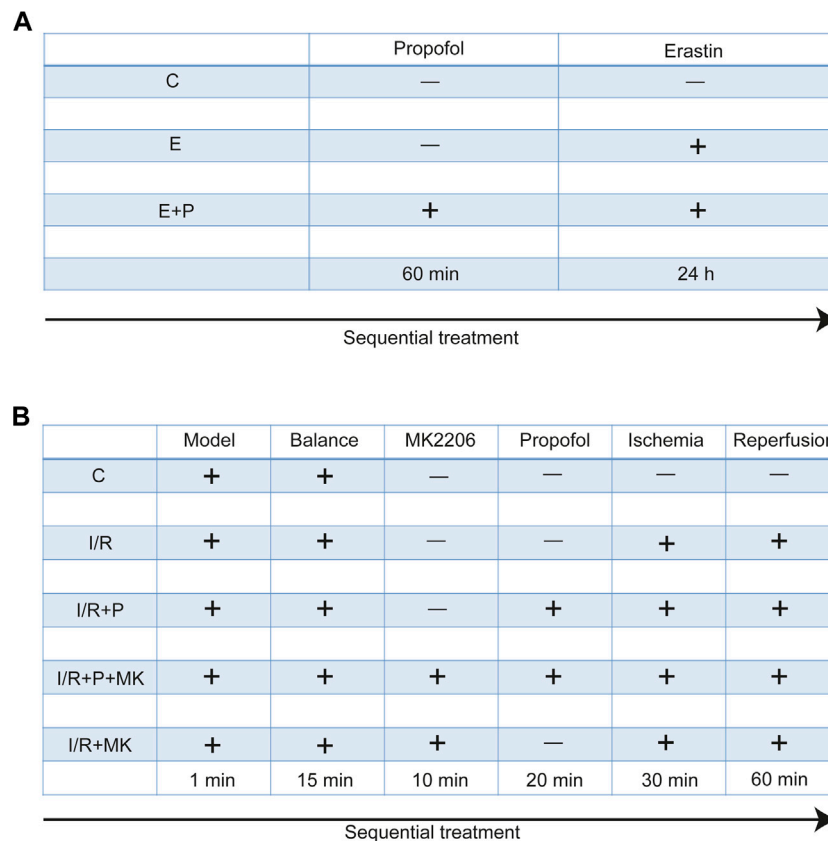 A
Propofol Erastin
C — —
E — +
E+P + +
60 min 24 h
Sequential treatment
B
Model Balance MK2206 Propofol Ischemia Reperfusion
C + + — — — —
I/R + + — — + +
I/R+P + + — + + +
I/R+P+MK + + + + + +
I/R+MK + + + — + +
1 min 15 min 10 min 20 min 30 min 60 min
Sequential treatment